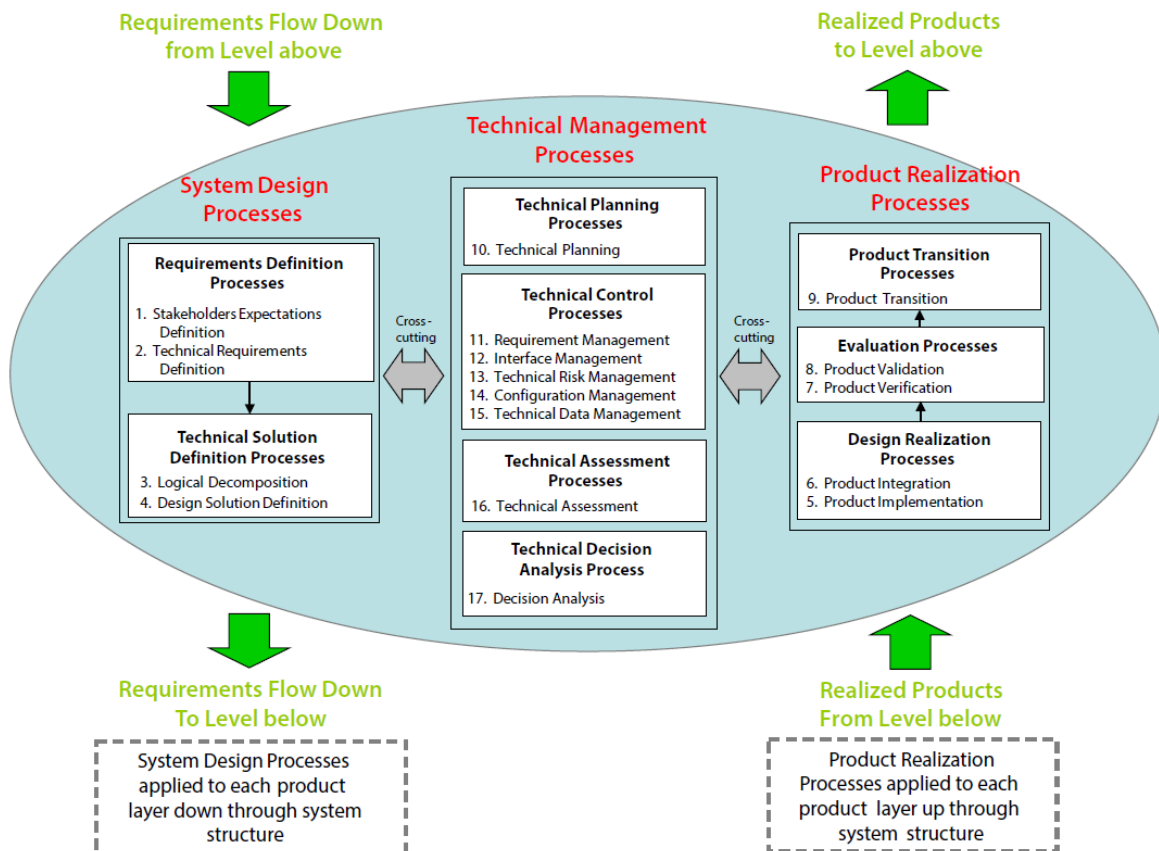 Requirements Flow Down
from Level above
Realized Products
to Level above
Technical Management
Processes
System Design
Processes
Product Realization
Processes
Requirements Definition
Processes
1. Stakeholders Expectations
Definition
2. Technical Requirements
Definition
Technical Solution
Definition Processes
3. Logical Decomposition
4. Design Solution Definition
Cross-
cutting
Technical Planning
Processes
10. Technical Planning
Technical Control
Processes
11. Requirement Management
12. Interface Management
13. Technical Risk Management
14. Configuration Management
15. Technical Data Management
Technical Assessment
Processes
16. Technical Assessment
Technical Decision
Analysis Process
17. Decision Analysis
Cross-
cutting
Product Transition
Processes
9. Product Transition
Evaluation Processes
8. Product Validation
7. Product Verification
Design Realization
Processes
6. Product Integration
5. Product Implementation
Requirements Flow Down
To Level below
Realized Products
From Level below
System Design Processes
applied to each product
layer down through system
structure
Product Realization
Processes applied to each
product layer up through
system structure